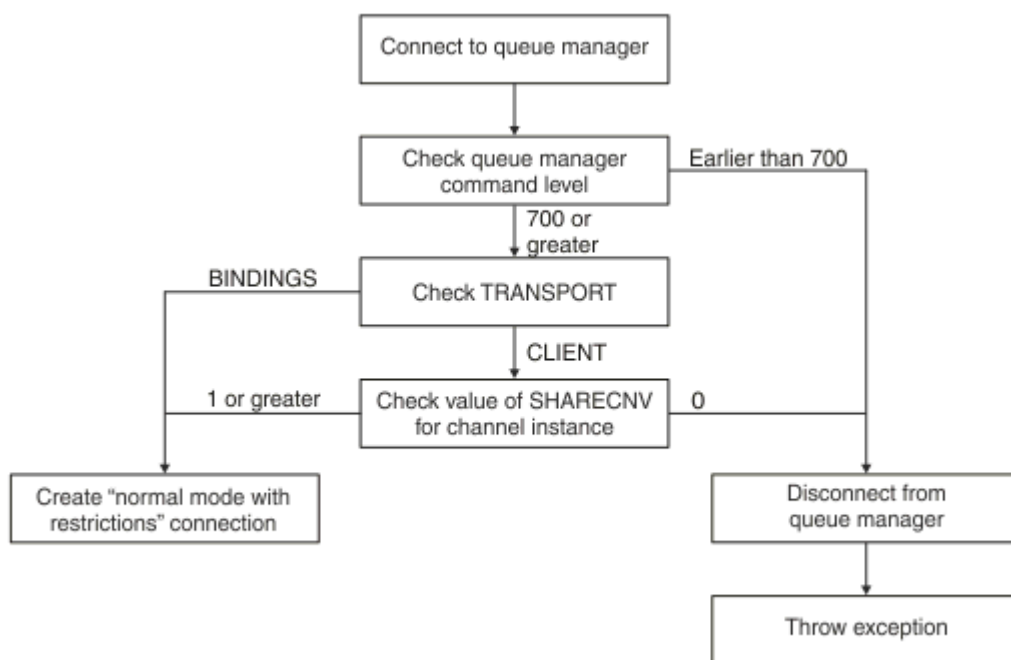 Connect to queue manager
Check queue manager
command level
Earlier than 700
700 or
greater
BINDINGS
Check TRANSPORT
CLIENT
1 or greater
Check value of SHARECNV
for channel instance
0
Create “normal mode with
restrictions” connection
Disconnect from
queue manager
Throw exception